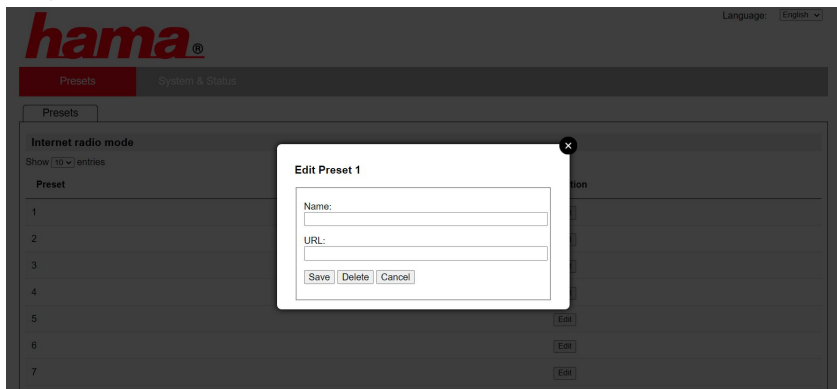 hama®
Language: English
Presets System & Status
Presets
Internet radio mode
Show 10 entries
Preset
1
2
3
4
5 Edit
6 Edit
7 Edit
Edit Preset 1
Name:
URL:
Save Delete Cancel